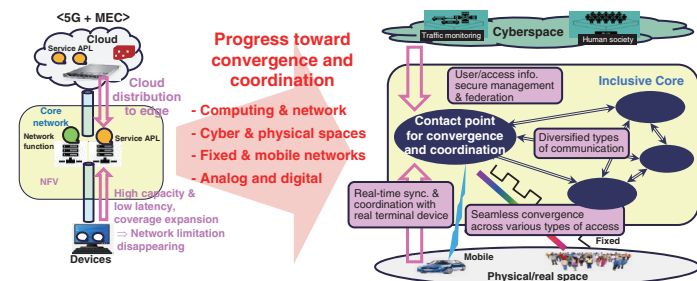 <5G + MEC>
Cloud
Service APL
Cloud
distribution
to edge
Core
network
Network
function
Service APL
NFV
High capacity &
low latency,
coverage expansion
⇒ Network limitation
disappearing
Devices
Progress toward
convergence and
coordination
- Computing & network
- Cyber & physical spaces
- Fixed & mobile networks
- Analog and digital
Traffic monitoring
Cyberspace
Human society
User/access info.
secure management
& federation
Inclusive Core
Contact point
for convergence
and coordination
Diversified types
of communication
Real-time sync. &
coordination with
real terminal device
Seamless convergence
across various types of access
Fixed
Mobile
Physical/real space